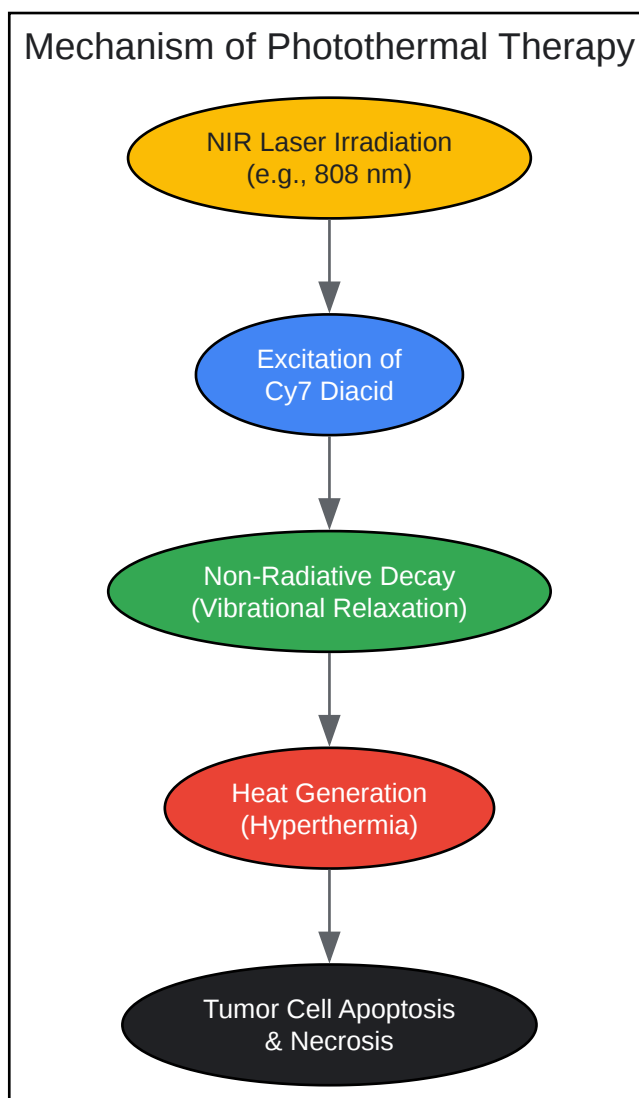 Mechanism of Photothermal Therapy
NIR Laser Irradiation
(e.g., 808 nm)
Excitation of
Cy7 Diacid
Non-Radiative Decay
(Vibrational Relaxation)
Heat Generation
(Hyperthermia)
Tumor Cell Apoptosis
& Necrosis